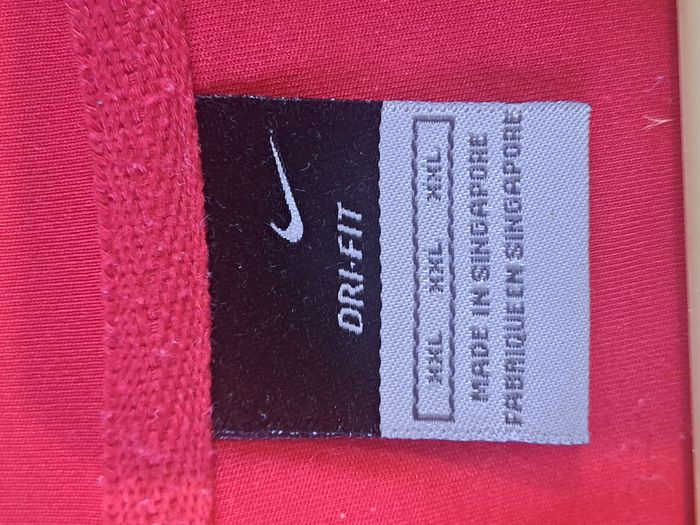 DRI-FIT
XXL XXL XXL
MADE IN SINGAPORE
FABRIQUE EN SINGAPORE